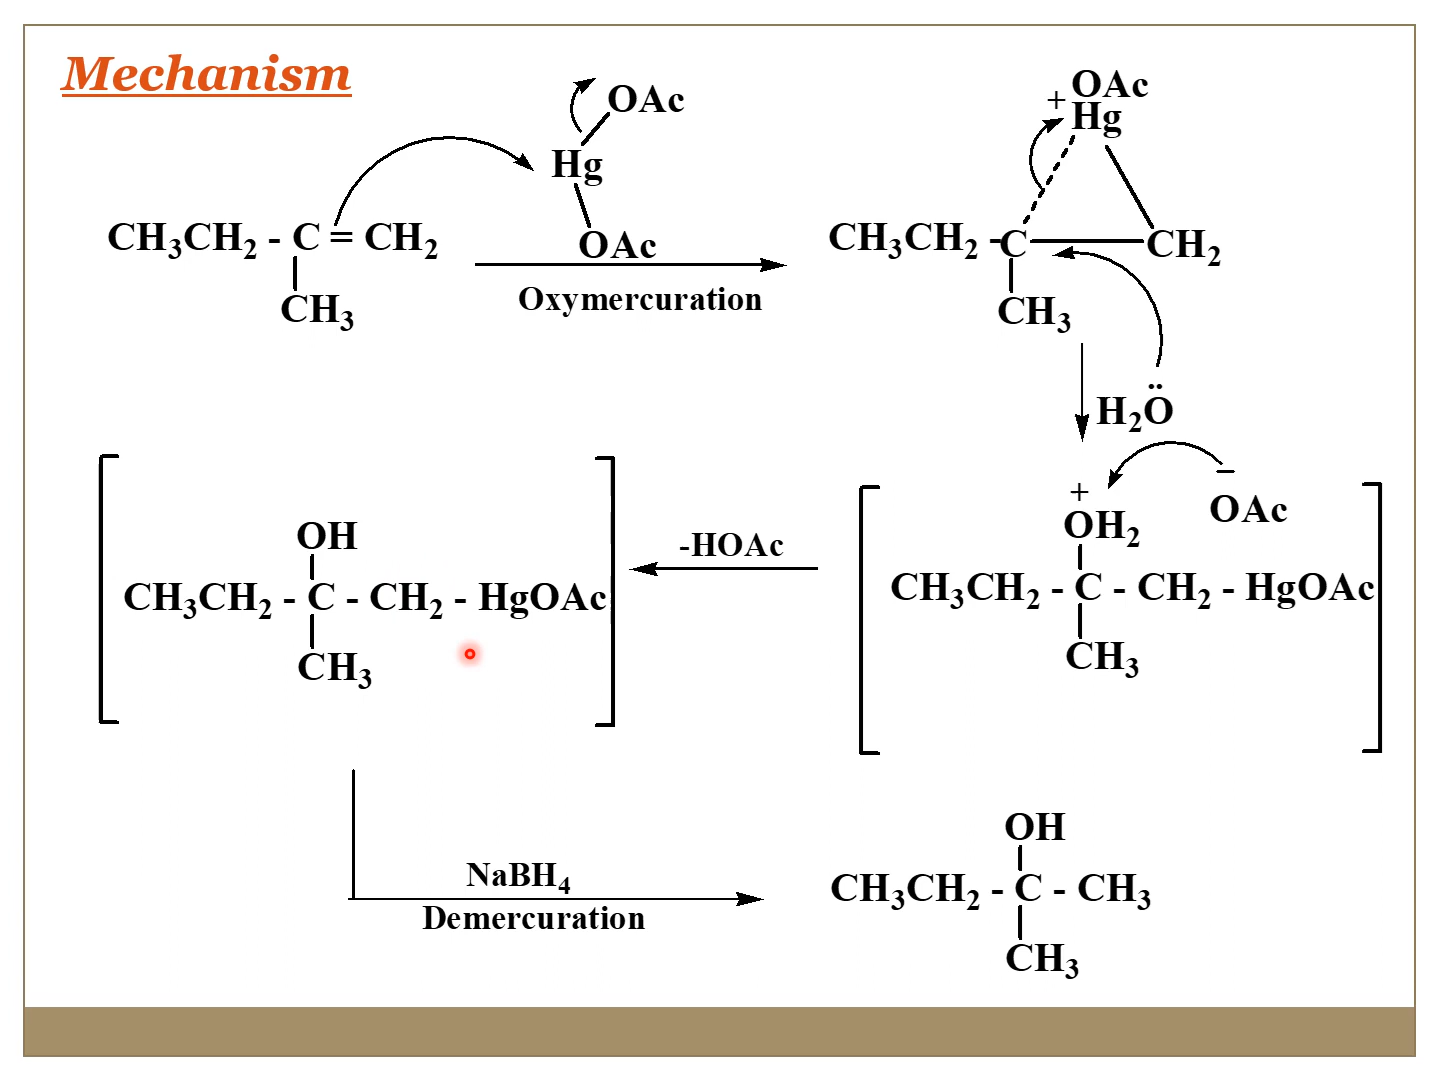 Mechanism
OAc
Hg
OAc
CH₃CH₂ - C = CH₂
CH₃
Oxymercuration
OAc
+
Hg
CH₃CH₂ - C CH₂
CH₃
H₂Ö
−
OAc
+
OH₂
CH₃CH₂ - C - CH₂ - HgOAc
CH₃
-HOAc
OH
CH₃CH₂ - C - CH₂ - HgOAc
CH₃
NaBH₄
Demercuration
OH
CH₃CH₂ - C - CH₃
CH₃